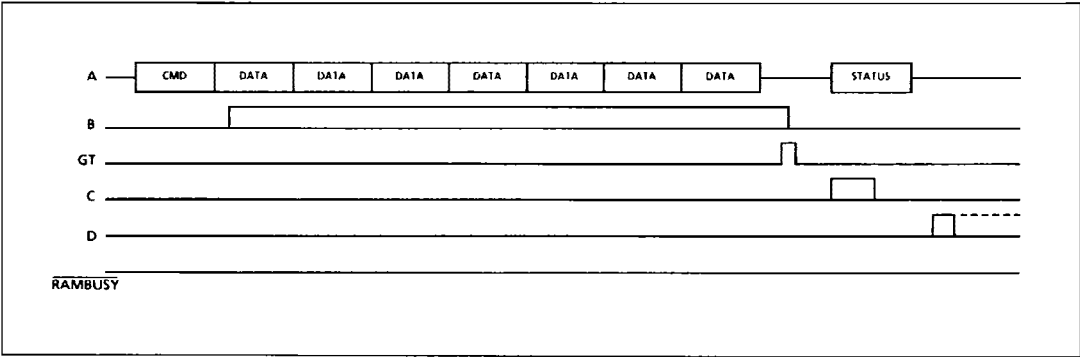 A CMD DATA DATA DATA DATA DATA DATA DATA STATUS
B
GT
C
D
RAMBUSY